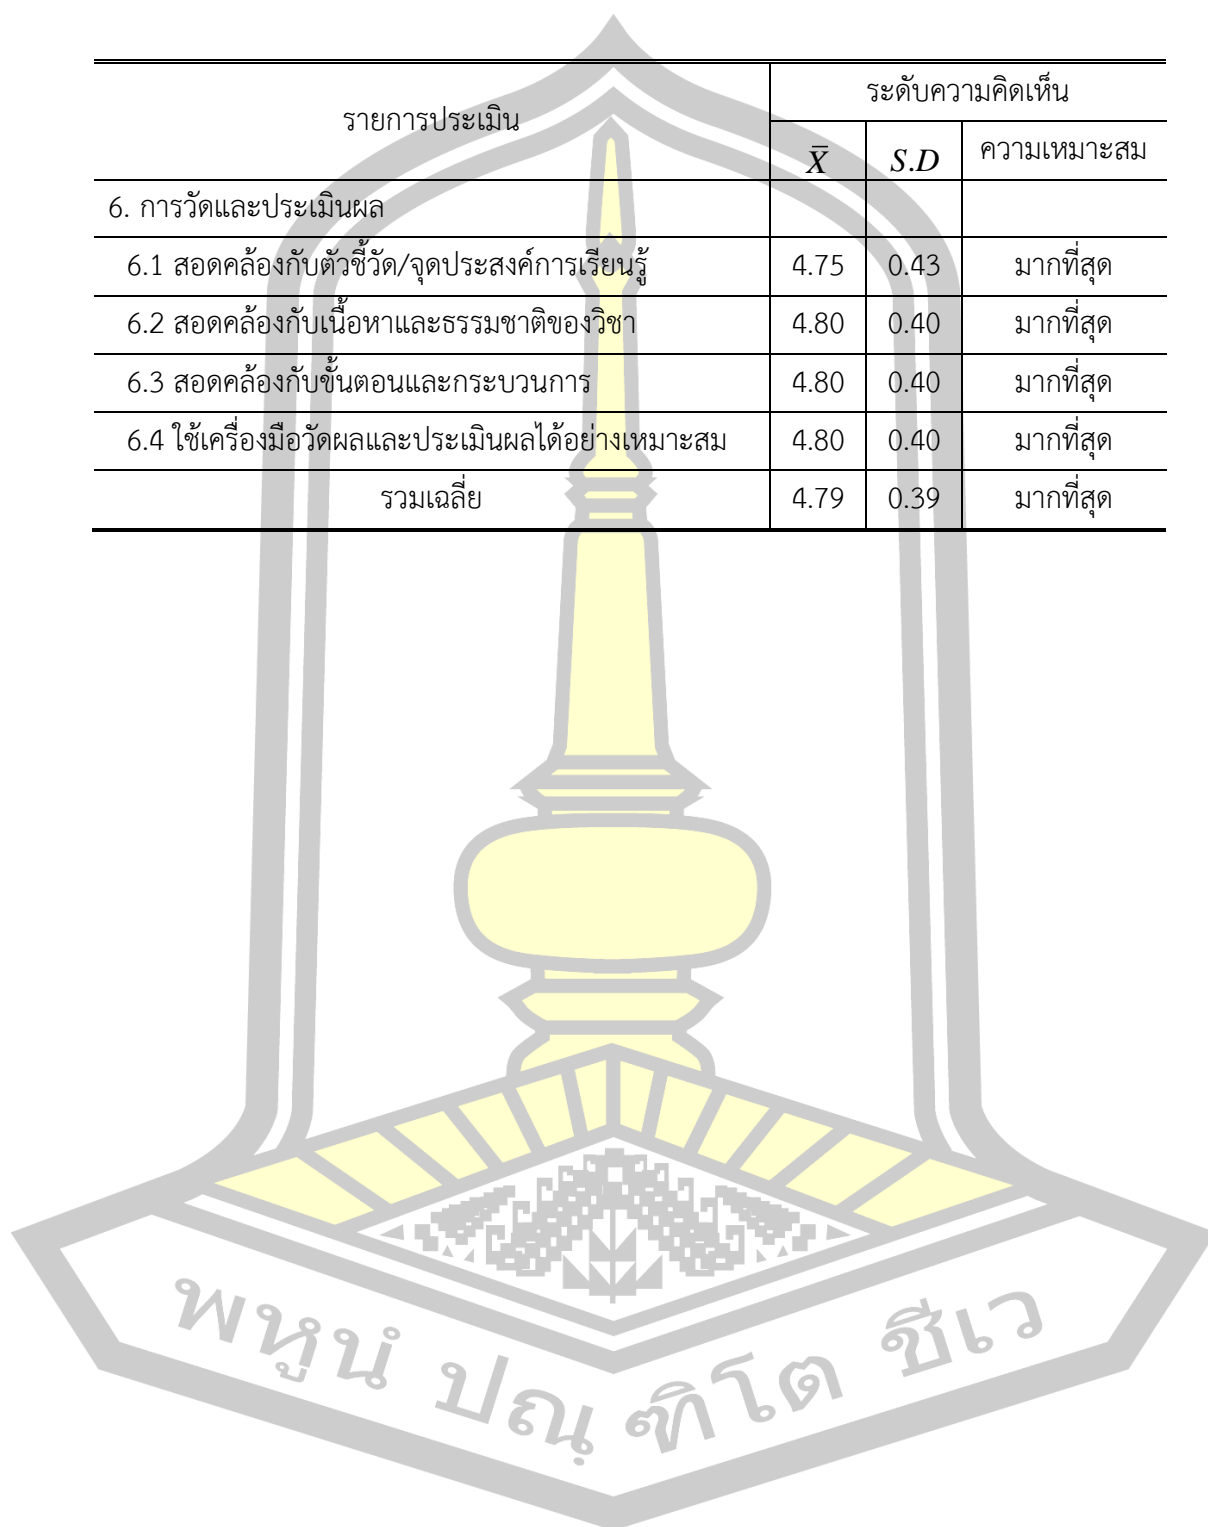 รายการประเมิน ระดับความคิดเห็น
X̄ S.D ความเหมาะสม
6. การวัดและประเมินผล
6.1 สอดคล้องกับตัวชี้วัด/จุดประสงค์การเรียนรู้ 4.75 0.43 มากที่สุด
6.2 สอดคล้องกับเนื้อหาและธรรมชาติของวิชา 4.80 0.40 มากที่สุด
6.3 สอดคล้องกับขั้นตอนและกระบวนการ 4.80 0.40 มากที่สุด
6.4 ใช้เครื่องมือวัดผลและประเมินผลได้อย่างเหมาะสม 4.80 0.40 มากที่สุด
รวมเฉลี่ย 4.79 0.39 มากที่สุด
พหูนํ ปณฺ ฑิโต ชีเว